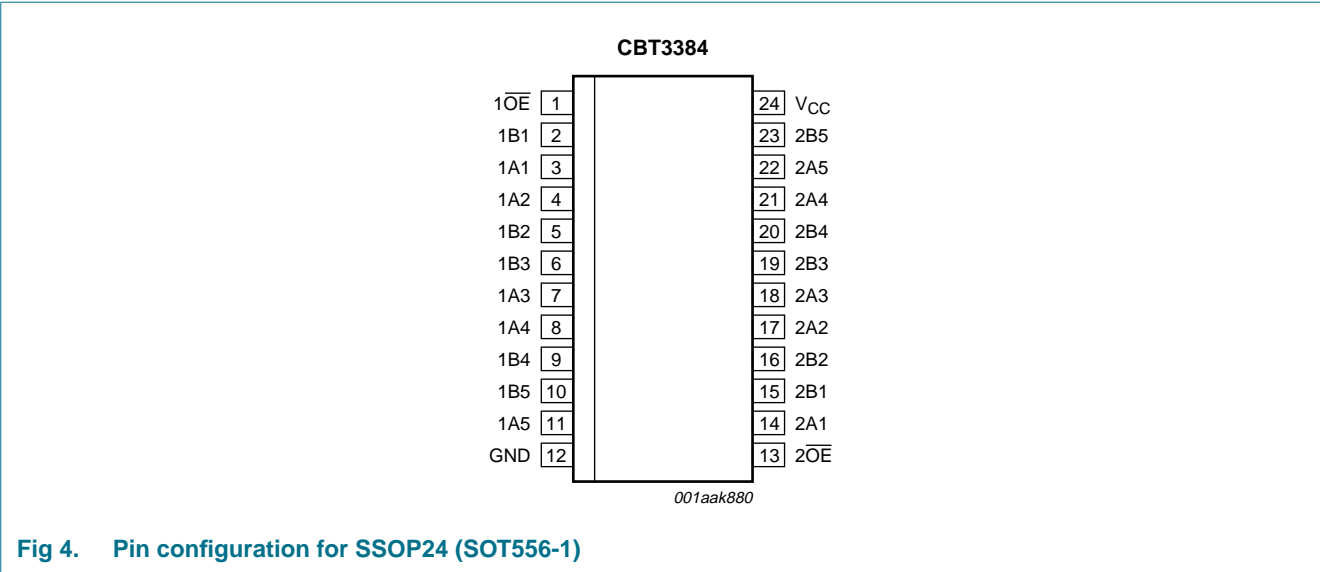 CBT3384
1O̅E̅ 1 24 VCC
1B1 2 23 2B5
1A1 3 22 2A5
1A2 4 21 2A4
1B2 5 20 2B4
1B3 6 19 2B3
1A3 7 18 2A3
1A4 8 17 2A2
1B4 9 16 2B2
1B5 10 15 2B1
1A5 11 14 2A1
GND 12 13 2O̅E̅
001aak880
Fig 4. Pin configuration for SSOP24 (SOT556-1)